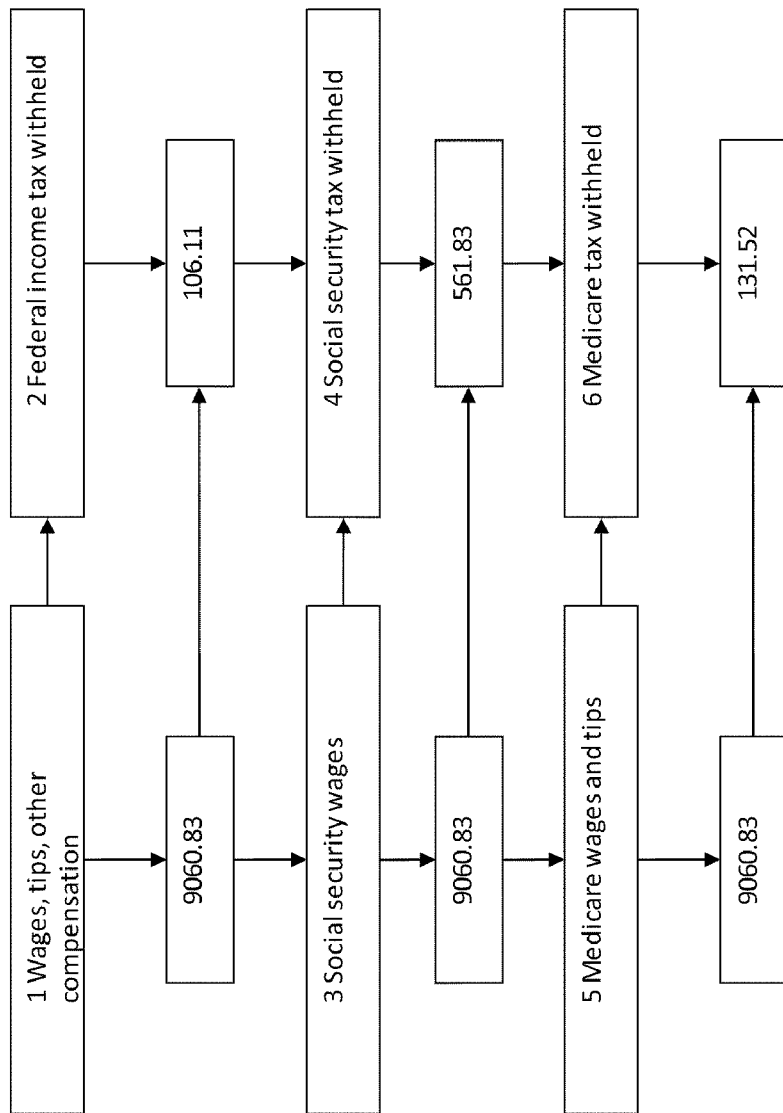 1 Wages, tips, other
compensation
2 Federal income tax withheld
9060.83
106.11
3 Social security wages
4 Social security tax withheld
9060.83
561.83
5 Medicare wages and tips
6 Medicare tax withheld
9060.83
131.52